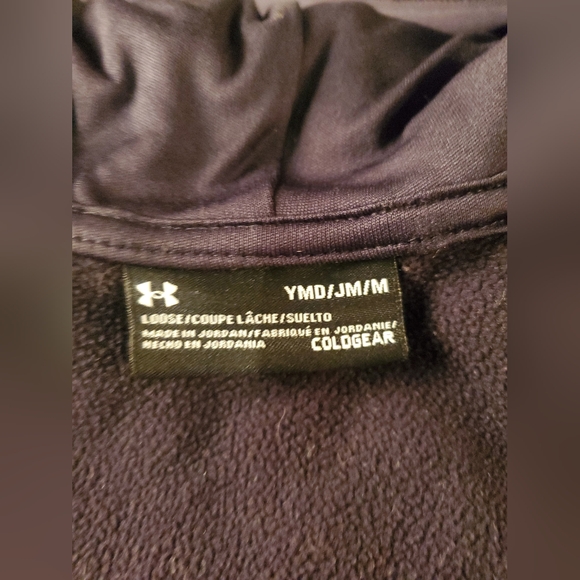 YMD/JM/M
LOOSE/COUPE LÂCHE/SUELTO
MADE IN JORDAN/FABRIQUÉ EN JORDANIE/
HECHO EN JORDANIA
COLDGEAR